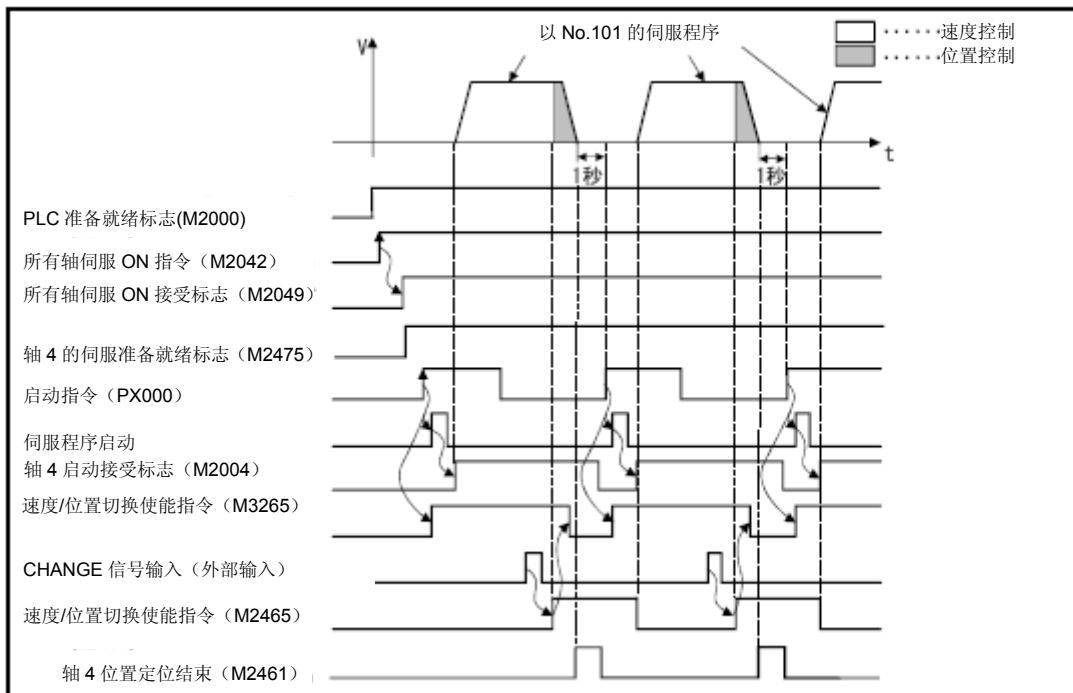 以 No.101 的伺服程序
······速度控制
······位置控制
V
t
1秒
1秒
PLC 准备就绪标志(M2000)
所有轴伺服 ON 指令（M2042）
所有轴伺服 ON 接受标志（M2049）
轴 4 的伺服准备就绪标志（M2475）
启动指令（PX000）
伺服程序启动
轴 4 启动接受标志（M2004）
速度/位置切换使能指令（M3265）
CHANGE 信号输入（外部输入）
速度/位置切换使能指令（M2465）
轴 4 位置定位结束（M2461）